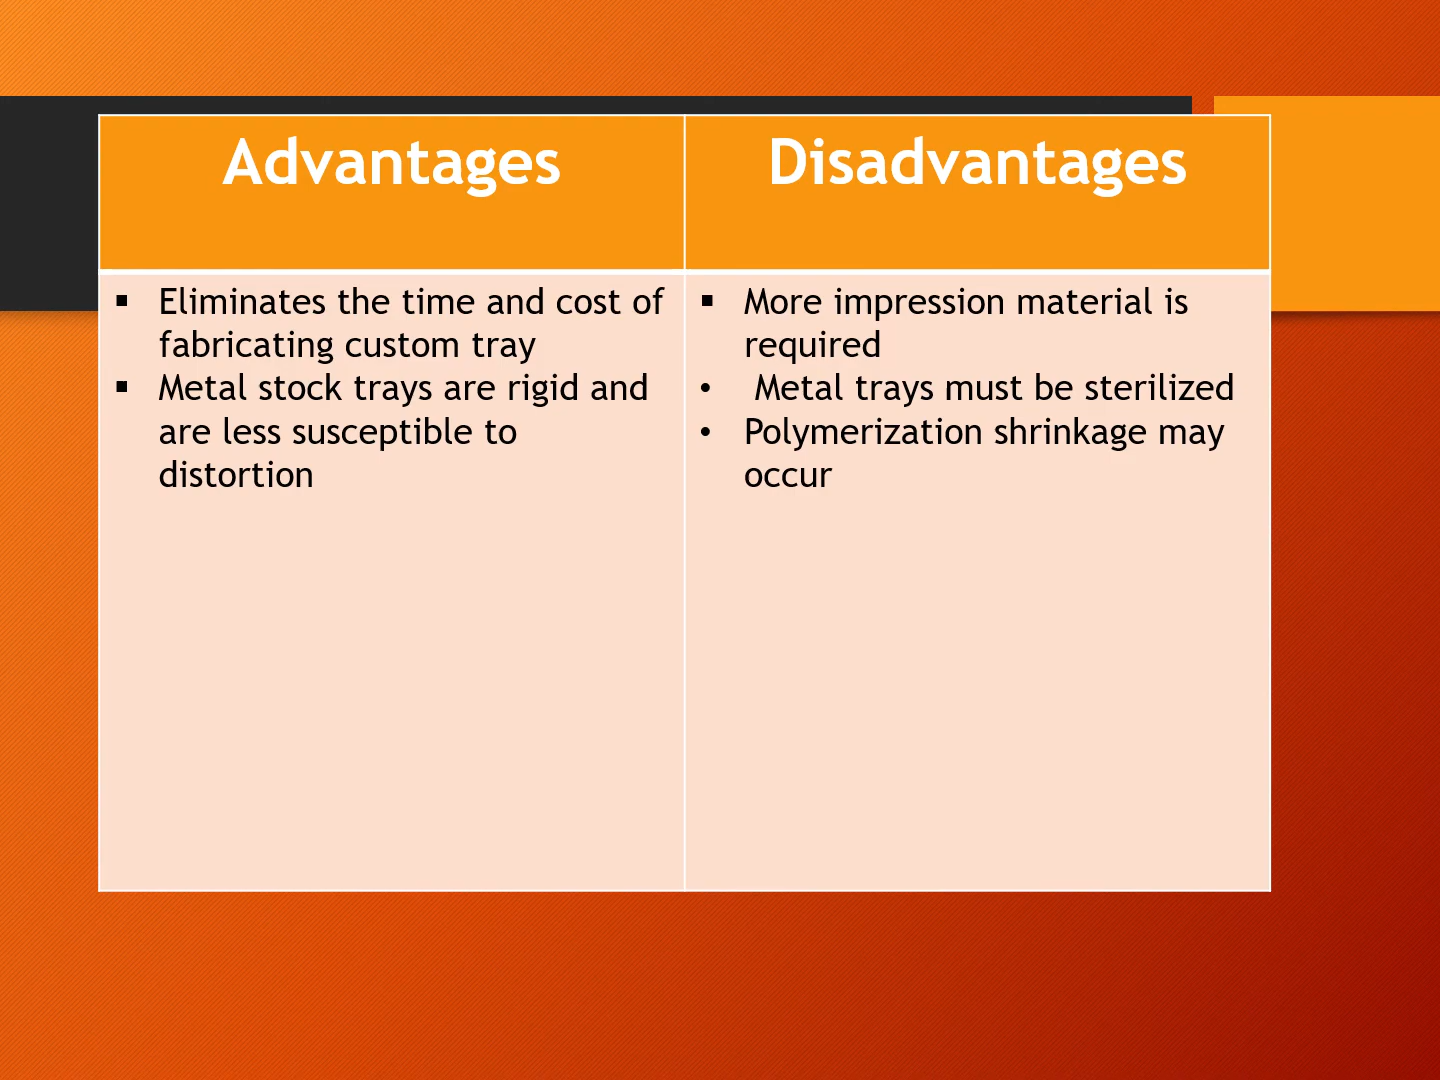 Advantages
Disadvantages
▪ Eliminates the time and cost of
fabricating custom tray
▪ Metal stock trays are rigid and
are less susceptible to
distortion
▪ More impression material is
required
• Metal trays must be sterilized
• Polymerization shrinkage may
occur